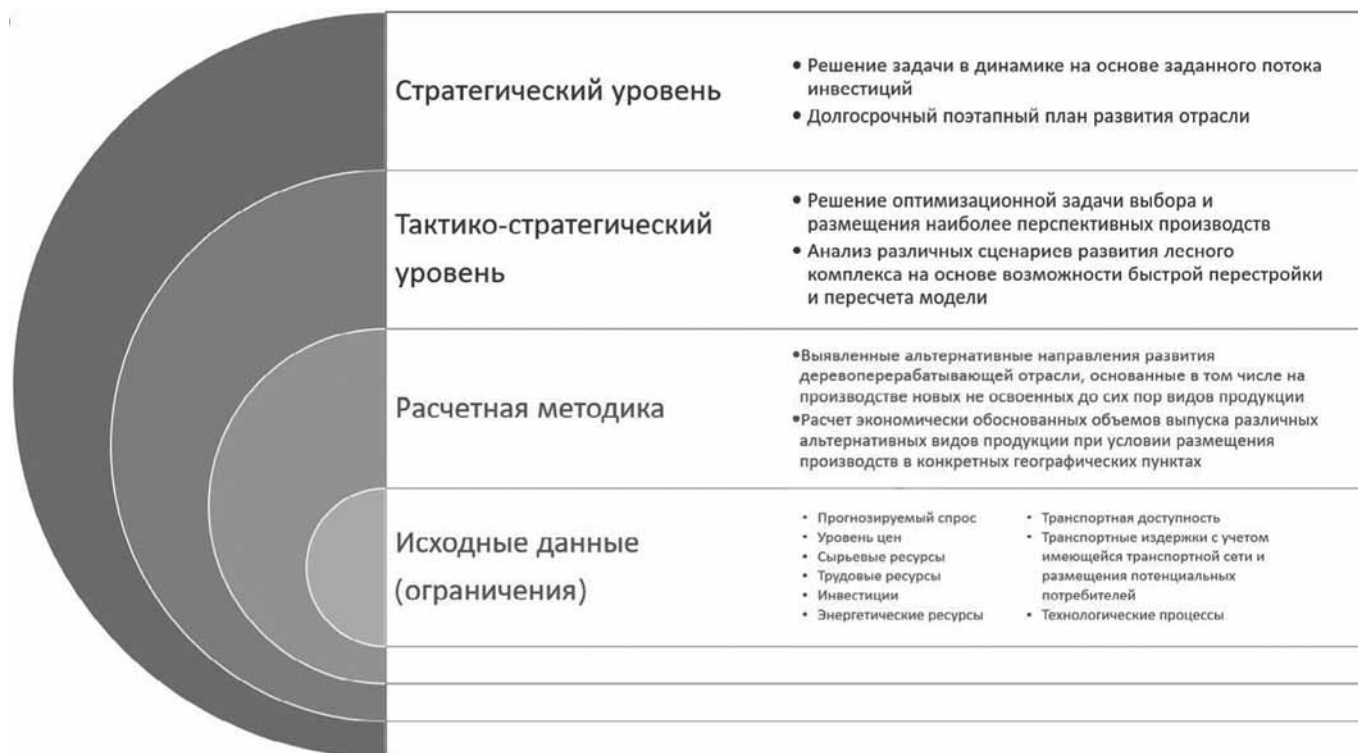 Стратегический уровень
• Решение задачи в динамике на основе заданного потока
инвестиций
• Долгосрочный поэтапный план развития отрасли
Тактико-стратегический
уровень
• Решение оптимизационной задачи выбора и
размещения наиболее перспективных производств
• Анализ различных сценариев развития лесного
комплекса на основе возможности быстрой перестройки
и пересчета модели
Расчетная методика
•Выявленные альтернативные направления развития
деревоперерабатывающей отрасли, основанные в том числе на
производстве новых не освоенных до сих пор видов продукции
•Расчет экономически обоснованных объемов выпуска различных
альтернативных видов продукции при условии размещения
производств в конкретных географических пунктах
Исходные данные
(ограничения)
• Прогнозируемый спрос
• Уровень цен
• Сырьевые ресурсы
• Трудовые ресурсы
• Инвестиции
• Энергетические ресурсы
• Транспортная доступность
• Транспортные издержки с учетом
имеющейся транспортной сети и
размещения потенциальных
потребителей
• Технологические процессы